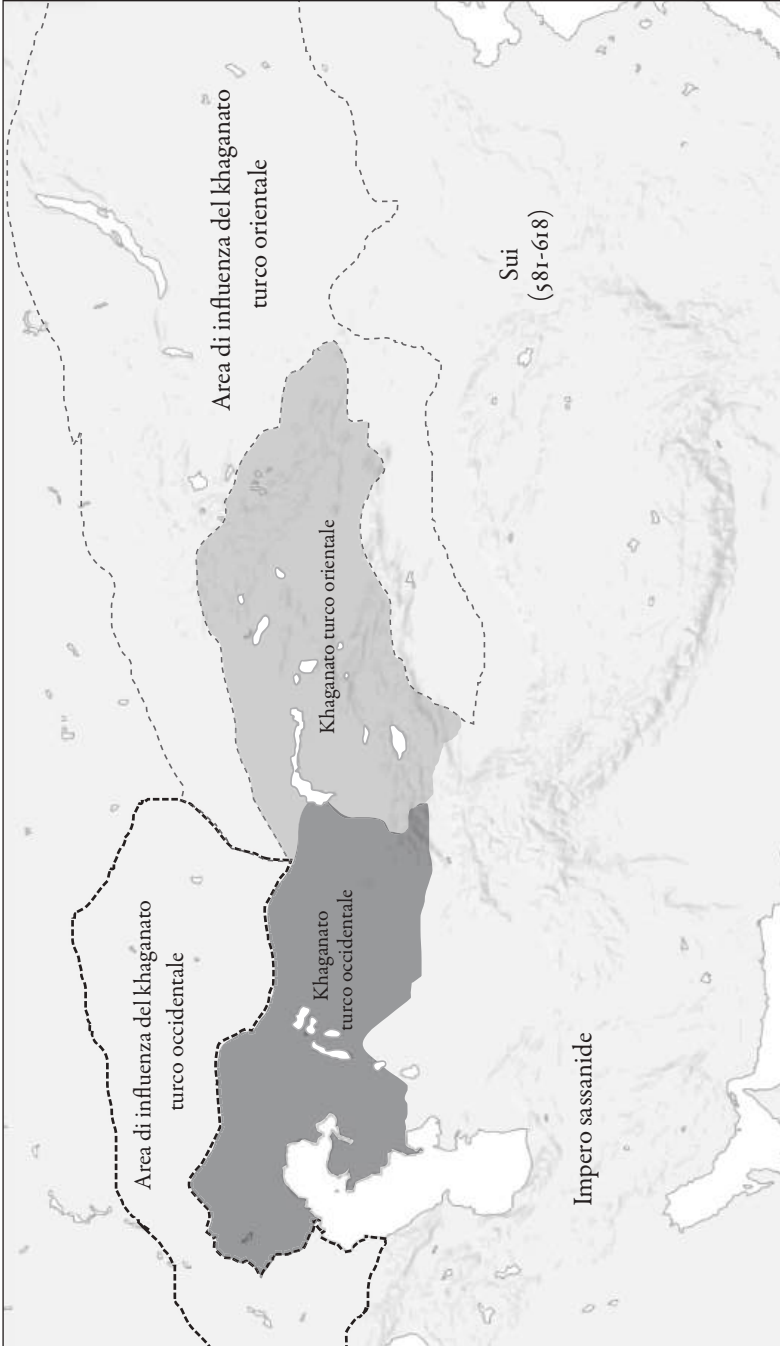 Area di influenza del khaganato
turco occidentale
Area di influenza del khaganato
turco orientale
Khaganato
turco occidentale
Khaganato turco orientale
Impero sassanide
Sui
(581-618)